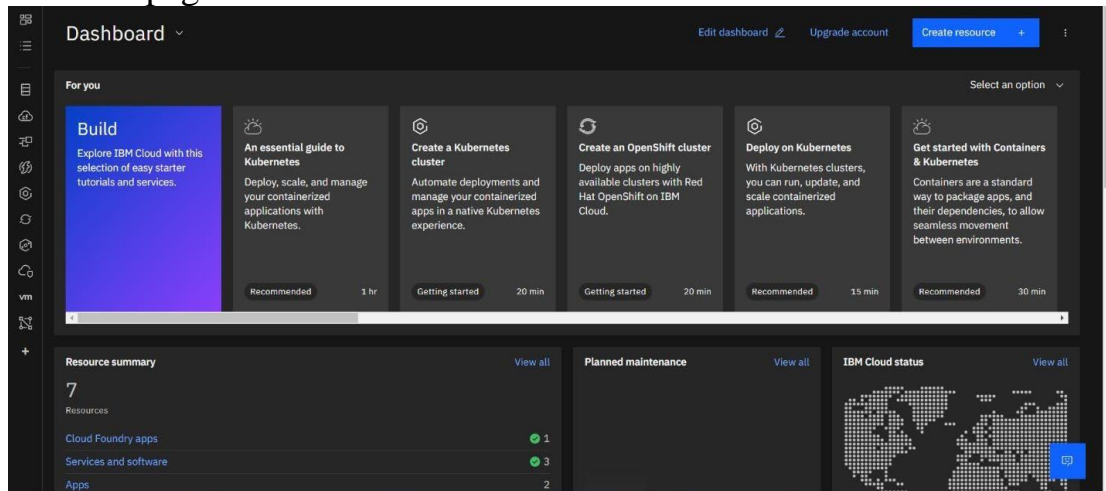 Dashboard
Edit dashboard
Upgrade account
Create resource +
For you
Select an option
Build
Explore IBM Cloud with this
selection of easy starter
tutorials and services.
An essential guide to
Kubernetes
Deploy, scale, and manage
your containerized
applications with
Kubernetes.
Recommended
1 hr
Create a Kubernetes
cluster
Automate deployments and
manage your containerized
apps in a native Kubernetes
experience.
Getting started
20 min
Create an OpenShift cluster
Deploy apps on highly
available clusters with Red
Hat OpenShift on IBM
Cloud.
Getting started
20 min
Deploy on Kubernetes
With Kubernetes clusters,
you can run, update, and
scale containerized
applications.
Recommended
15 min
Get started with Containers
& Kubernetes
Containers are a standard
way to package apps, and
their dependencies, to allow
seamless movement
between environments.
Recommended
30 min
vm
Resource summary
View all
7
Resources
Cloud Foundry apps
1
Services and software
3
Apps
2
Planned maintenance
View all
IBM Cloud status
View all